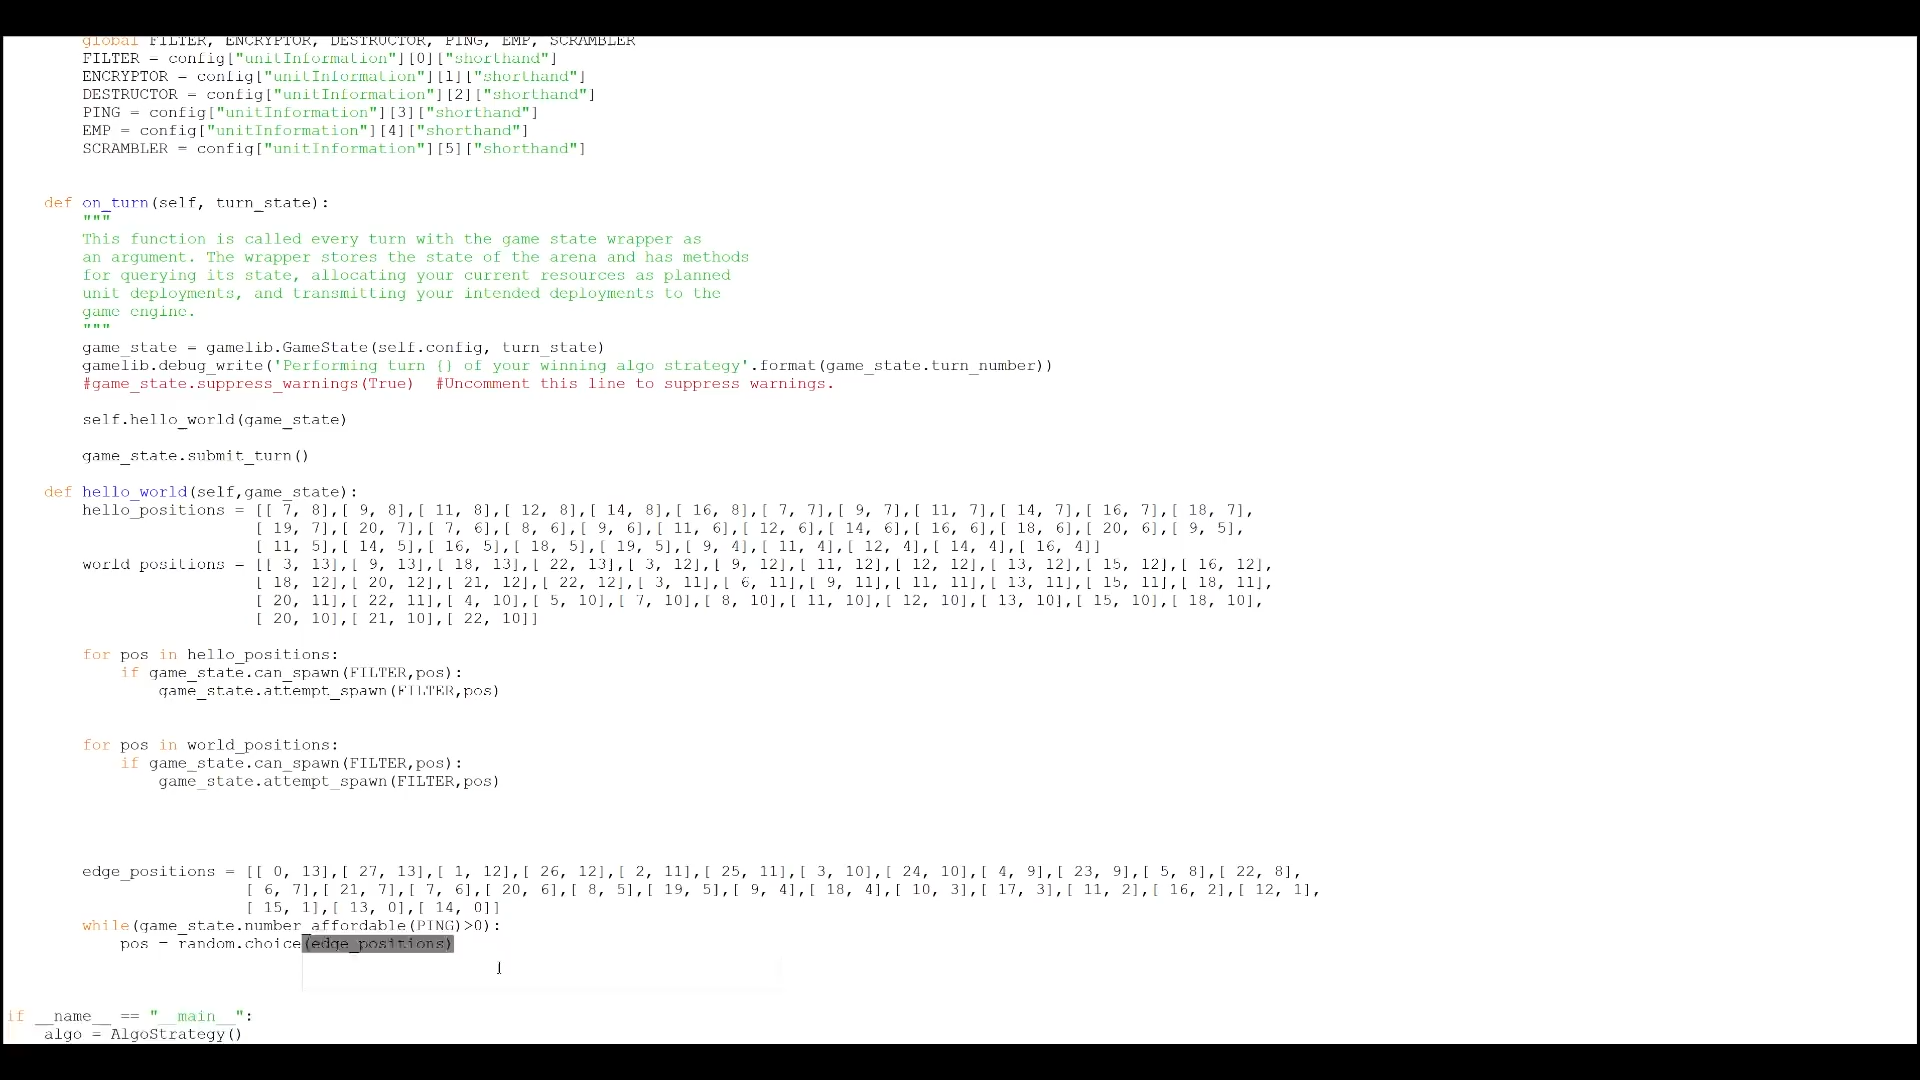 global FILTER, ENCRYPTOR, DESTRUCTOR, PING, EMP, SCRAMBLER
FILTER = config["unitInformation"][0]["shorthand"]
ENCRYPTOR = config["unitInformation"][1]["shorthand"]
DESTRUCTOR = config["unitInformation"][2]["shorthand"]
PING = config["unitInformation"][3]["shorthand"]
EMP = config["unitInformation"][4]["shorthand"]
SCRAMBLER = config["unitInformation"][5]["shorthand"]
def on_turn(self, turn_state):
"""
This function is called every turn with the game state wrapper as
an argument. The wrapper stores the state of the arena and has methods
for querying its state, allocating your current resources as planned
unit deployments, and transmitting your intended deployments to the
game engine.
"""
game_state = gamelib.GameState(self.config, turn_state)
gamelib.debug_write('Performing turn {} of your winning algo strategy'.format(game_state.turn_number))
#game_state.suppress_warnings(True)  #Uncomment this line to suppress warnings.
self.hello_world(game_state)
game_state.submit_turn()
def hello_world(self,game_state):
hello_positions = [[ 7, 8],[ 9, 8],[ 11, 8],[ 12, 8],[ 14, 8],[ 16, 8],[ 7, 7],[ 9, 7],[ 11, 7],[ 14, 7],[ 16, 7],[ 18, 7],
[ 19, 7],[ 20, 7],[ 7, 6],[ 8, 6],[ 9, 6],[ 11, 6],[ 12, 6],[ 14, 6],[ 16, 6],[ 18, 6],[ 20, 6],[ 9, 5],
[ 11, 5],[ 14, 5],[ 16, 5],[ 18, 5],[ 19, 5],[ 9, 4],[ 11, 4],[ 12, 4],[ 14, 4],[ 16, 4]]
world_positions = [[ 3, 13],[ 9, 13],[ 18, 13],[ 22, 13],[ 3, 12],[ 9, 12],[ 11, 12],[ 12, 12],[ 13, 12],[ 15, 12],[ 16, 12],
[ 18, 12],[ 20, 12],[ 21, 12],[ 22, 12],[ 3, 11],[ 6, 11],[ 9, 11],[ 11, 11],[ 13, 11],[ 15, 11],[ 18, 11],
[ 20, 11],[ 22, 11],[ 4, 10],[ 5, 10],[ 7, 10],[ 8, 10],[ 11, 10],[ 12, 10],[ 13, 10],[ 15, 10],[ 18, 10],
[ 20, 10],[ 21, 10],[ 22, 10]]
for pos in hello_positions:
if game_state.can_spawn(FILTER,pos):
game_state.attempt_spawn(FILTER,pos)
for pos in world_positions:
if game_state.can_spawn(FILTER,pos):
game_state.attempt_spawn(FILTER,pos)
edge_positions = [[ 0, 13],[ 27, 13],[ 1, 12],[ 26, 12],[ 2, 11],[ 25, 11],[ 3, 10],[ 24, 10],[ 4, 9],[ 23, 9],[ 5, 8],[ 22, 8],
[ 6, 7],[ 21, 7],[ 7, 6],[ 20, 6],[ 8, 5],[ 19, 5],[ 9, 4],[ 18, 4],[ 10, 3],[ 17, 3],[ 11, 2],[ 16, 2],[ 12, 1],
[ 15, 1],[ 13, 0],[ 14, 0]]
while(game_state.number_affordable(PING)>0):
pos = random.choice(edge_positions)
if __name__ == "__main__":
algo = AlgoStrategy()